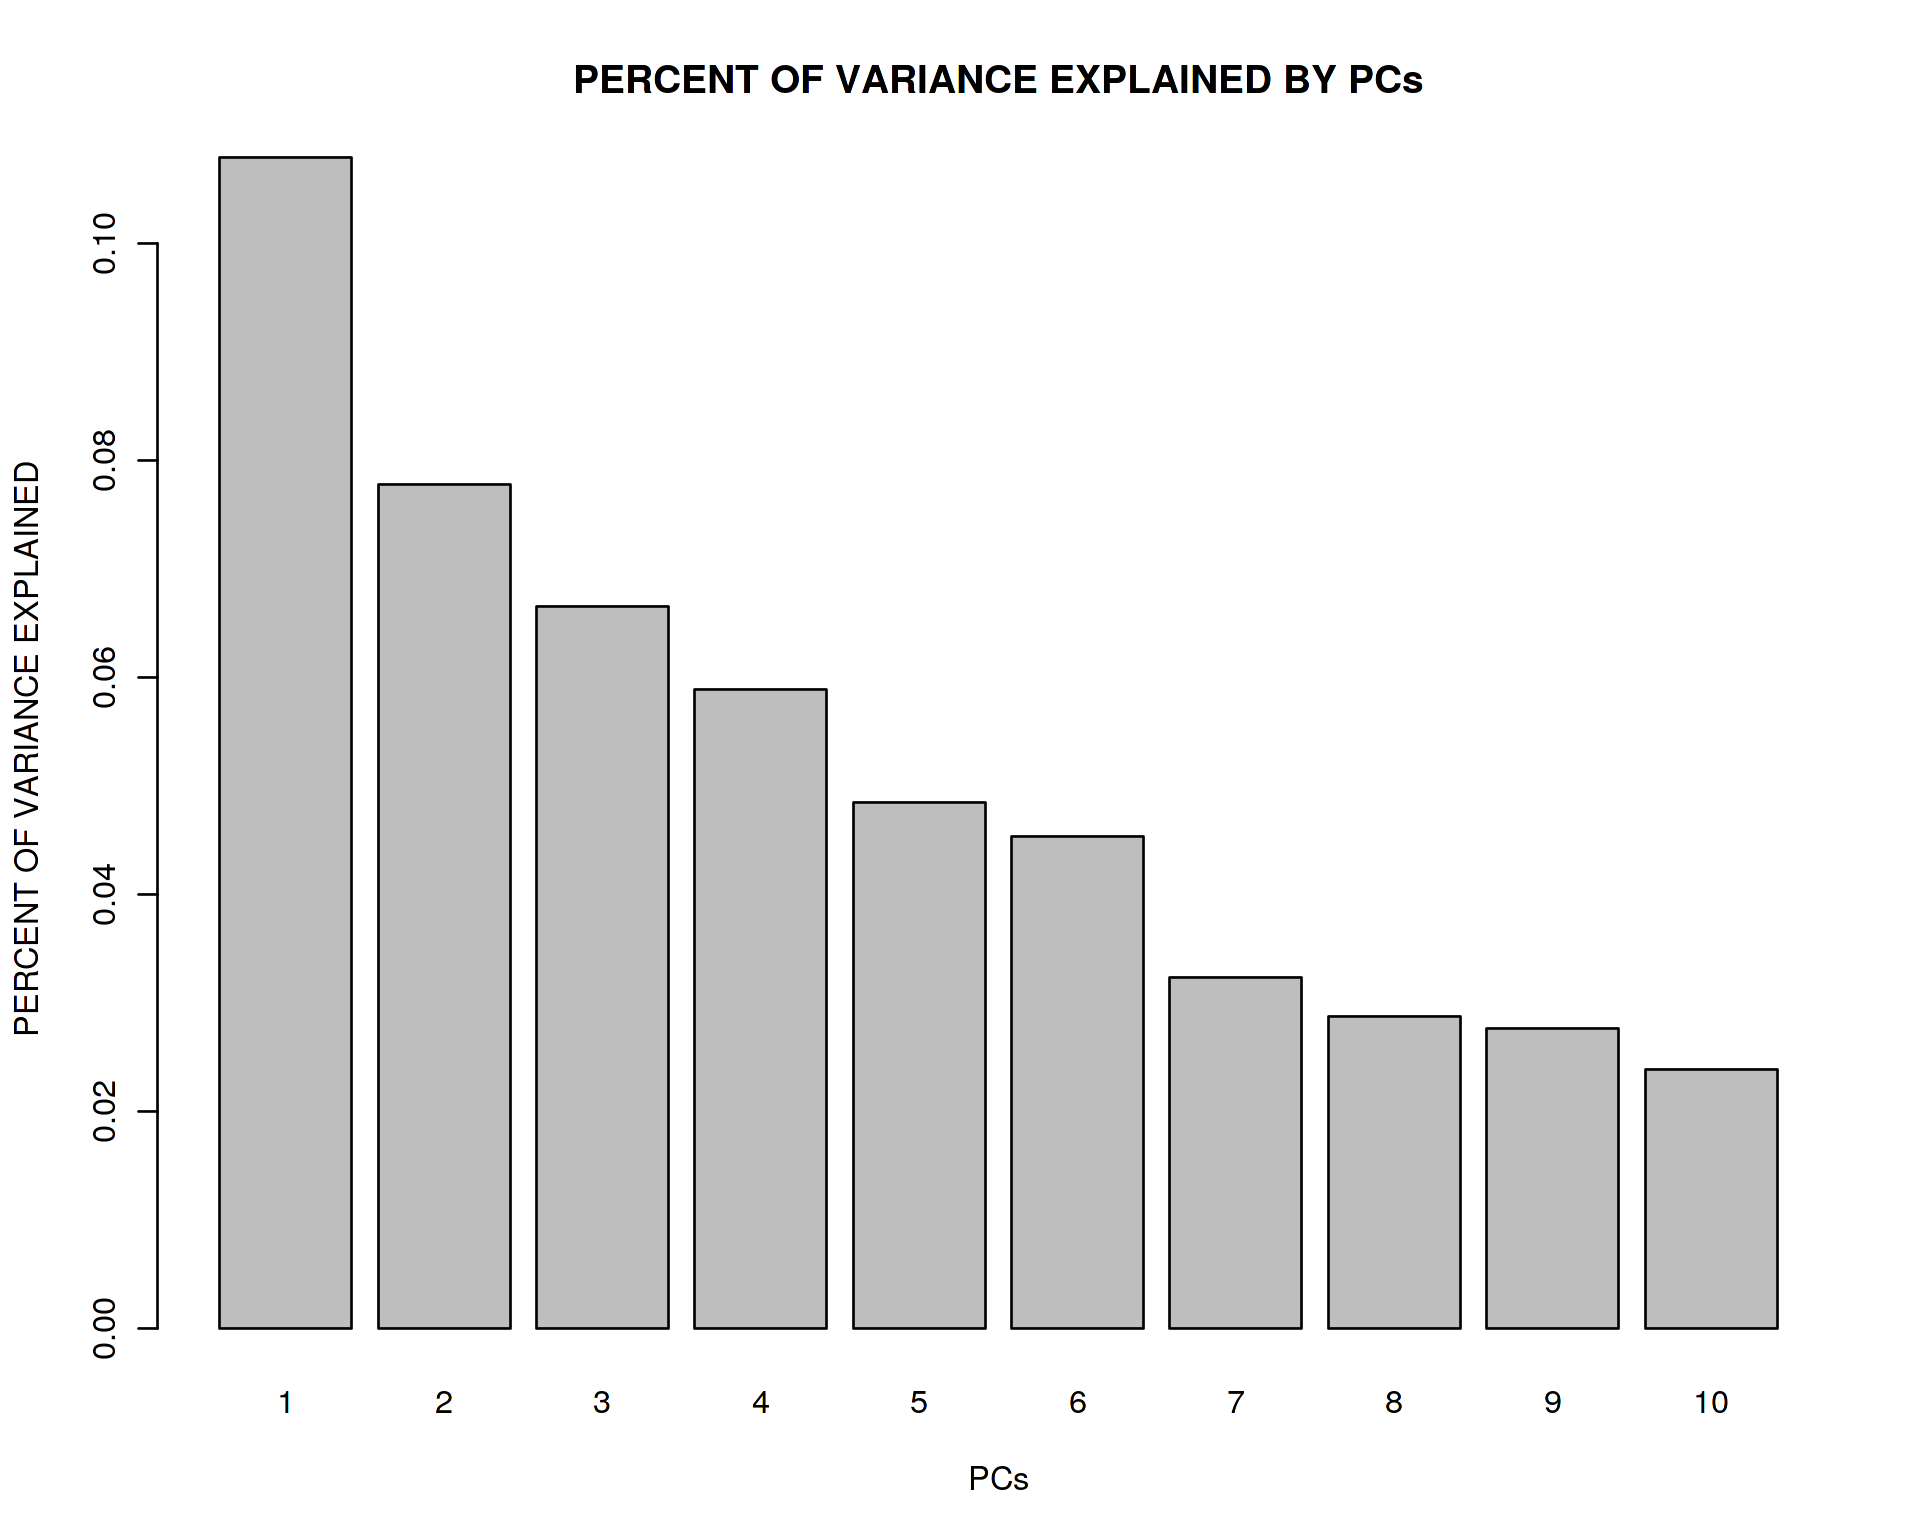 PERCENT OF VARIANCE EXPLAINED BY PCs
PERCENT OF VARIANCE EXPLAINED
0.10
0.08
0.06
0.04
0.02
0.00
1 2 3 4 5 6 7 8 9 10
PCs